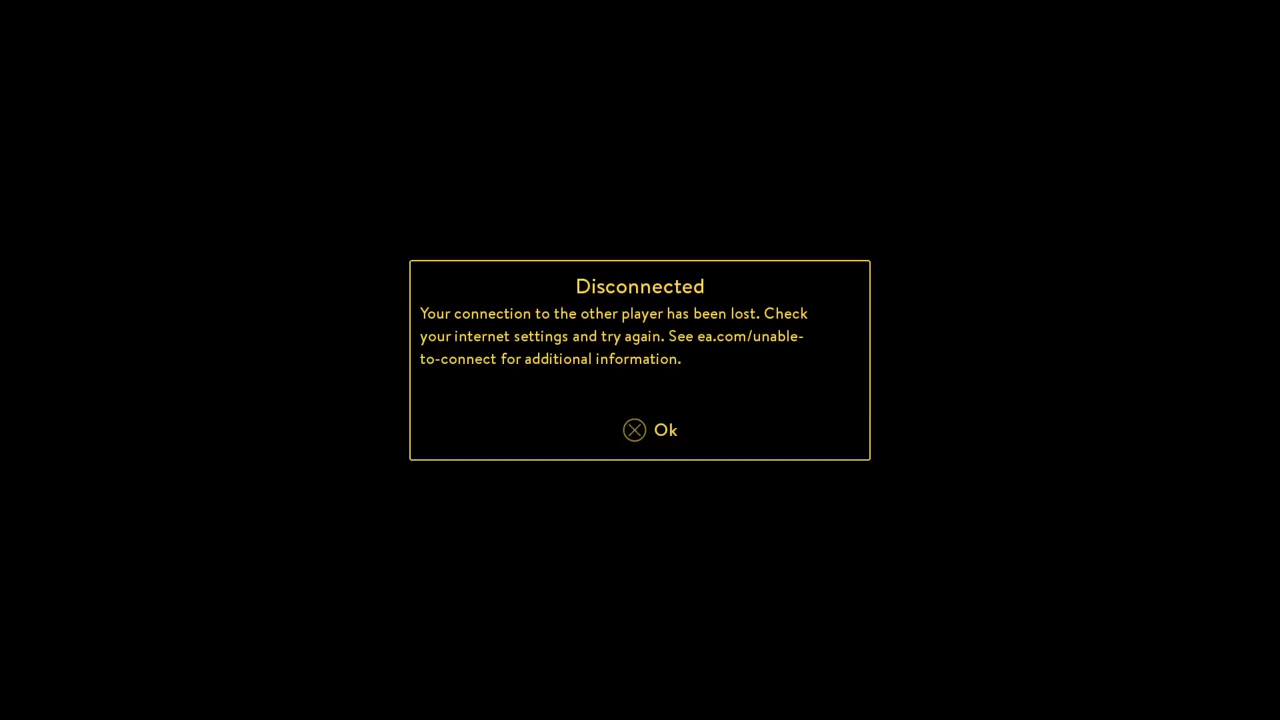 Disconnected
Your connection to the other player has been lost. Check
your internet settings and try again. See ea.com/unable-
to-connect for additional information.
Ok